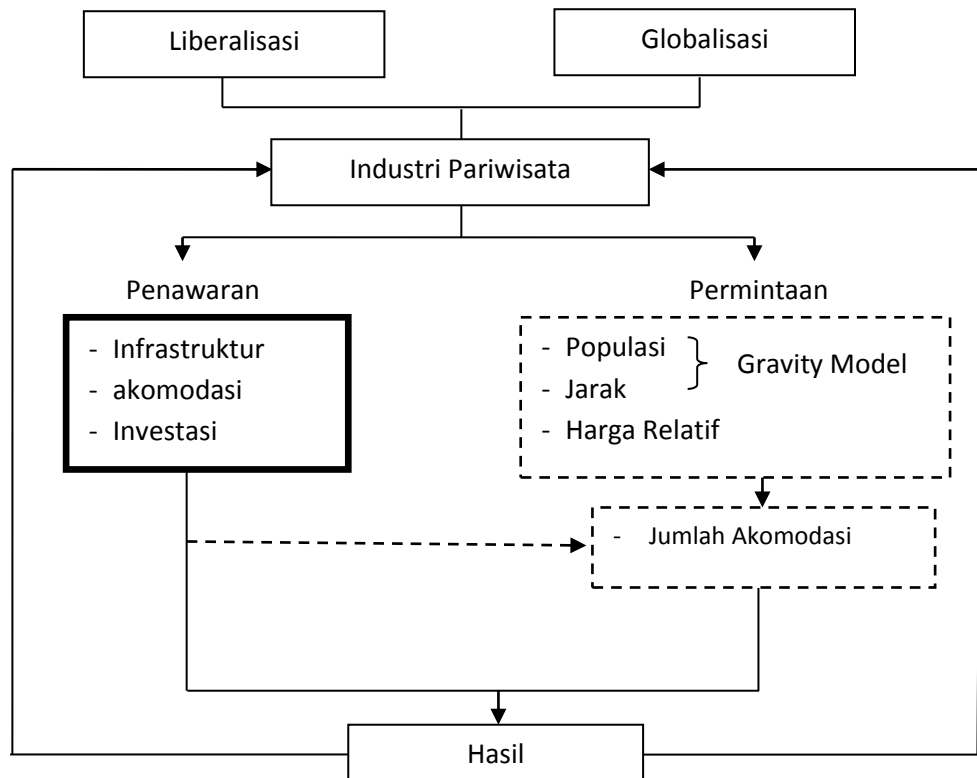 Liberalisasi
Globalisasi
Industri Pariwisata
Penawaran
Permintaan
- Infrastruktur
- akomodasi
- Investasi
- Populasi
- Jarak
Gravity Model
- Harga Relatif
- Jumlah Akomodasi
Hasil